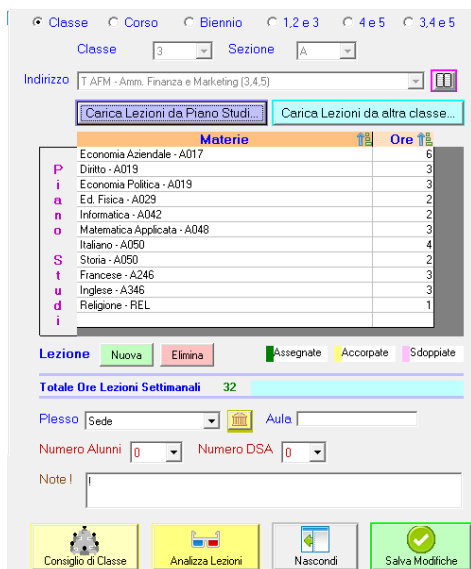 Classe Corso Biennio 1,2 e 3 4 e 5 3,4 e 5
Classe 3 Sezione A
Indirizzo T AFM - Amm. Finanza e Marketing (3,4,5)
Carica Lezioni da Piano Studi... Carica Lezioni da altra classe...
Materie Ore
Economia Aziendale - A017 6
Diritto - A019 3
Economia Politica - A019 3
Ed. Fisica - A029 2
Informatica - A042 2
Matematica Applicata - A048 3
Italiano - A050 4
Storia - A050 2
Francese - A246 3
Inglese - A346 3
Religione - REL 1
Piano Studi
Lezione Nuova Elimina Assegnate Accorpate Sdoppiate
Totale Ore Lezioni Settimanali 32
Plesso Sede Aula
Numero Alunni 0 Numero DSA 0
Note ! !
Consiglio di Classe Analizza Lezioni Nascondi Salva Modifiche